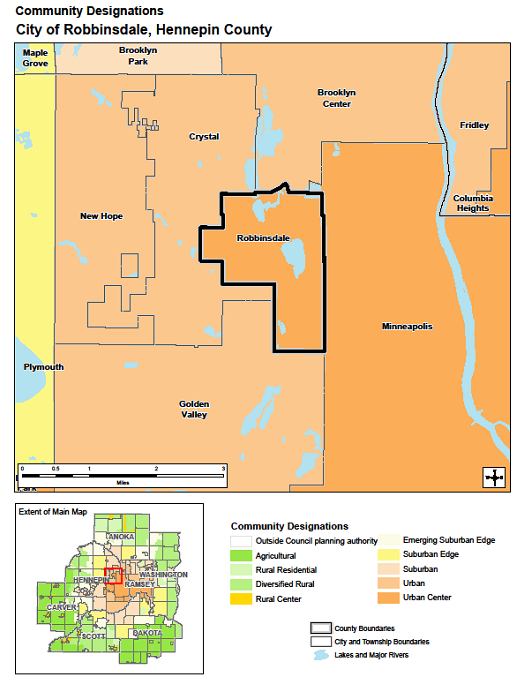 Community Designations
City of Robbinsdale, Hennepin County
Maple
Grove
Brooklyn
Park
Brooklyn
Center
Fridley
Crystal
Columbia
Heights
New Hope
Robbinsdale
Minneapolis
Plymouth
Golden
Valley
Park
0 0.5 1 2 3
Miles
Extent of Main Map
ANOKA
HENNEPIN
WASHINGTON
RAMSEY
CARVER
SCOTT
DAKOTA
Community Designations
Outside Council planning authority
Agricultural
Rural Residential
Diversified Rural
Rural Center
Emerging Suburban Edge
Suburban Edge
Suburban
Urban
Urban Center
County Boundaries
City and Township Boundaries
Lakes and Major Rivers